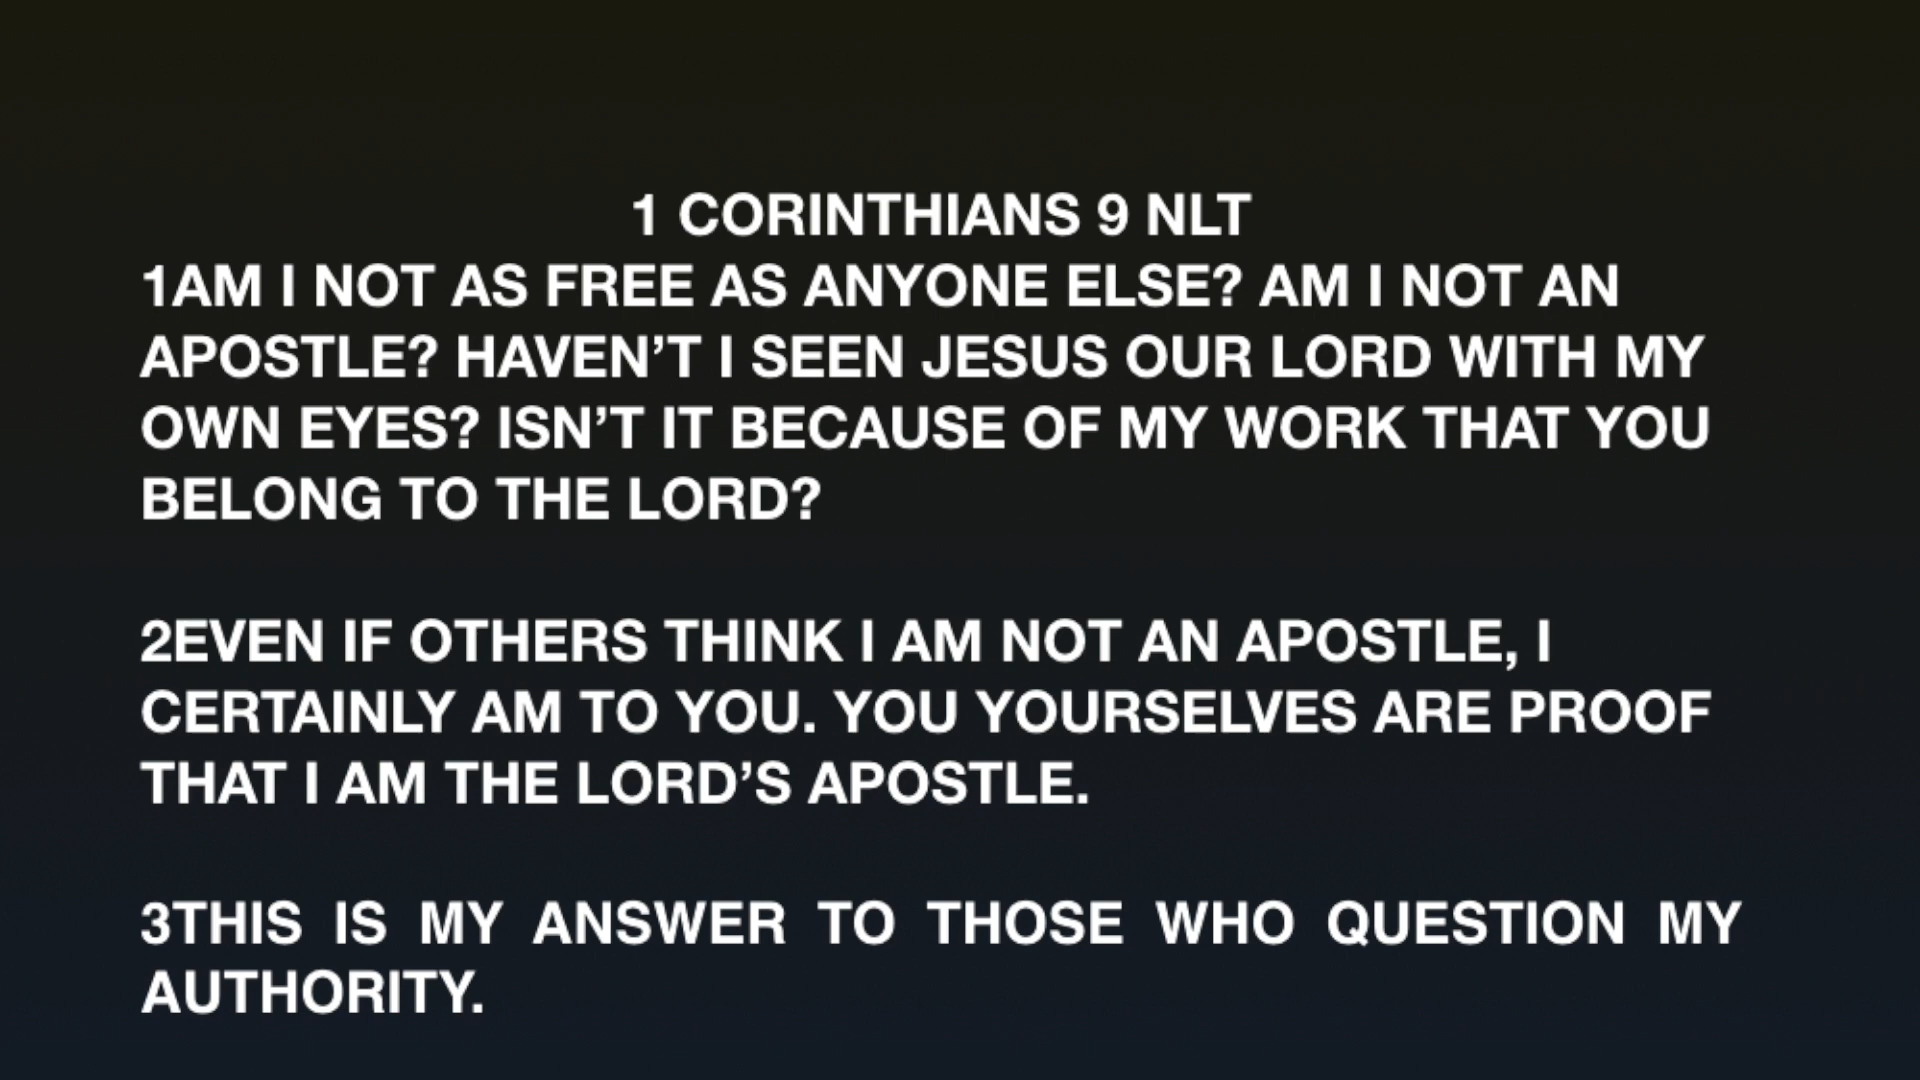 1 CORINTHIANS 9 NLT
1AM I NOT AS FREE AS ANYONE ELSE? AM I NOT AN
APOSTLE? HAVEN’T I SEEN JESUS OUR LORD WITH MY
OWN EYES? ISN’T IT BECAUSE OF MY WORK THAT YOU
BELONG TO THE LORD?
2EVEN IF OTHERS THINK I AM NOT AN APOSTLE, I
CERTAINLY AM TO YOU. YOU YOURSELVES ARE PROOF
THAT I AM THE LORD’S APOSTLE.
3THIS IS MY ANSWER TO THOSE WHO QUESTION MY
AUTHORITY.